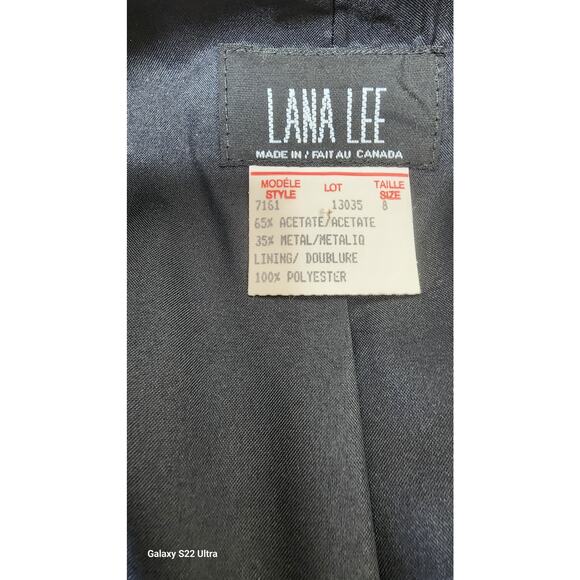 LANA LEE
MADE IN / FAIT AU CANADA
MODÉLE LOT TAILLE
STYLE SIZE
7161 13035 8
65% ACETATE/ACETATE
35% METAL/METALIQ
LINING/ DOUBLURE
100% POLYESTER
Galaxy S22 Ultra